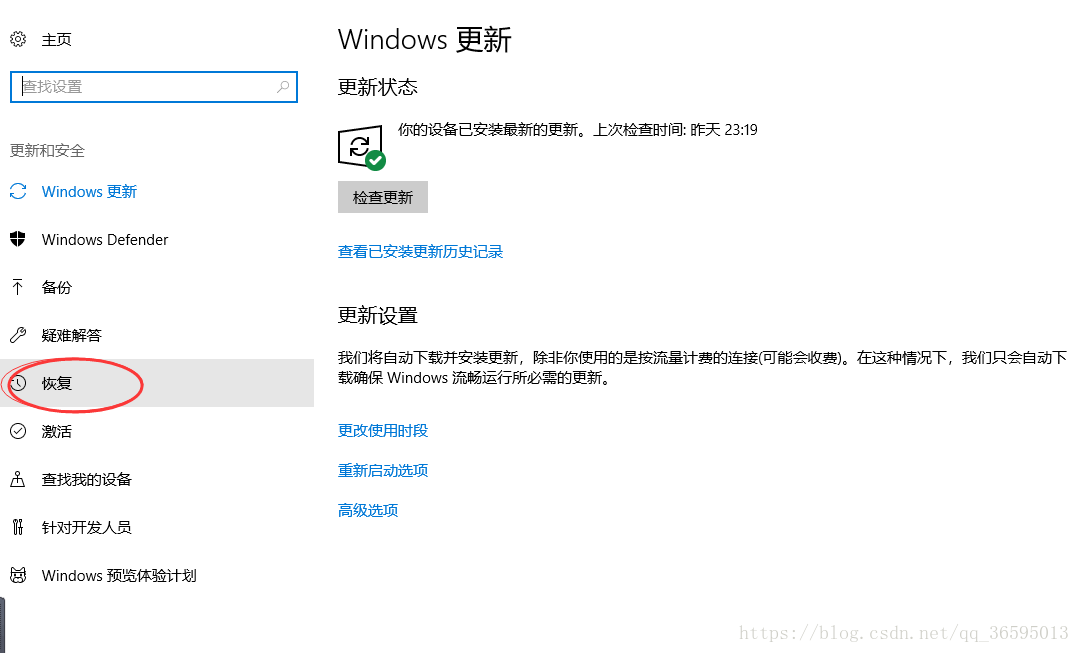 主页
查找设置
更新和安全
Windows 更新
Windows Defender
备份
疑难解答
恢复
激活
查找我的设备
针对开发人员
Windows 预览体验计划
Windows 更新
更新状态
你的设备已安装最新的更新。上次检查时间: 昨天 23:19
检查更新
查看已安装更新历史记录
更新设置
我们将自动下载并安装更新，除非你使用的是按流量计费的连接(可能会收费)。在这种情况下，我们只会自动下
载确保 Windows 流畅运行所必需的更新。
更改使用时段
重新启动选项
高级选项
https://blog.csdn.net/qq_36595013